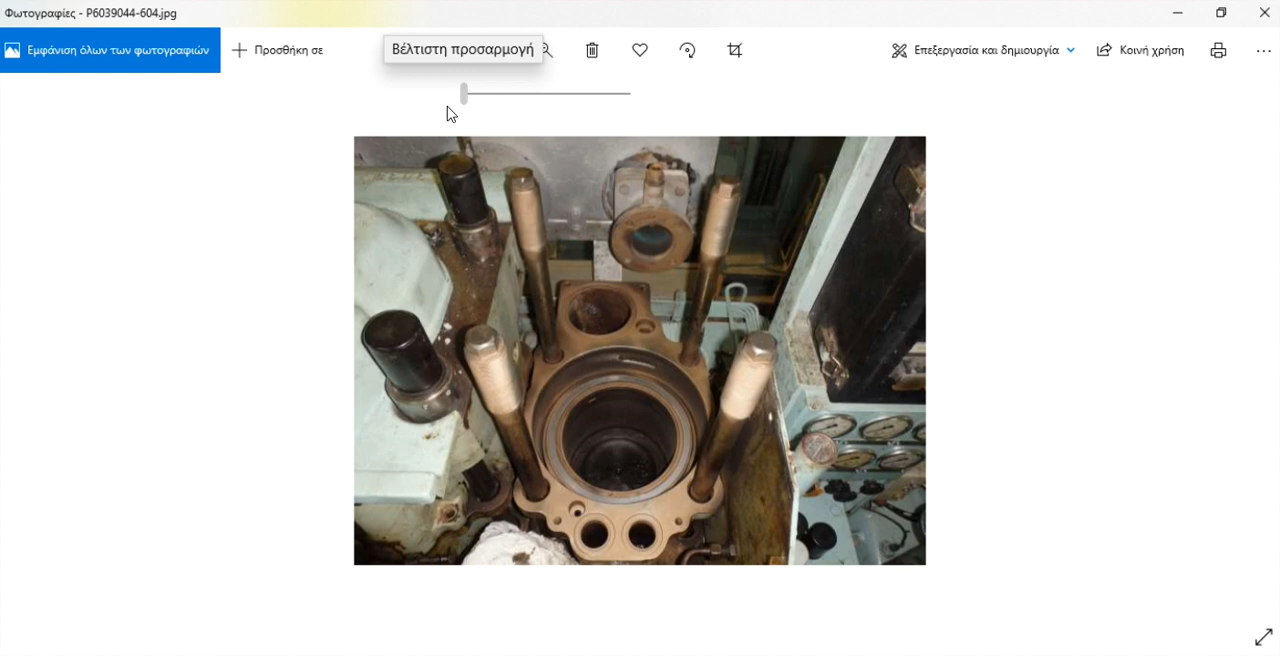 Φωτογραφίες - P6039044-604.jpg
Εμφάνιση όλων των φωτογραφιών
Προσθήκη σε
Βέλτιστη προσαρμογή
Επεξεργασία και δημιουργία
Κοινή χρήση